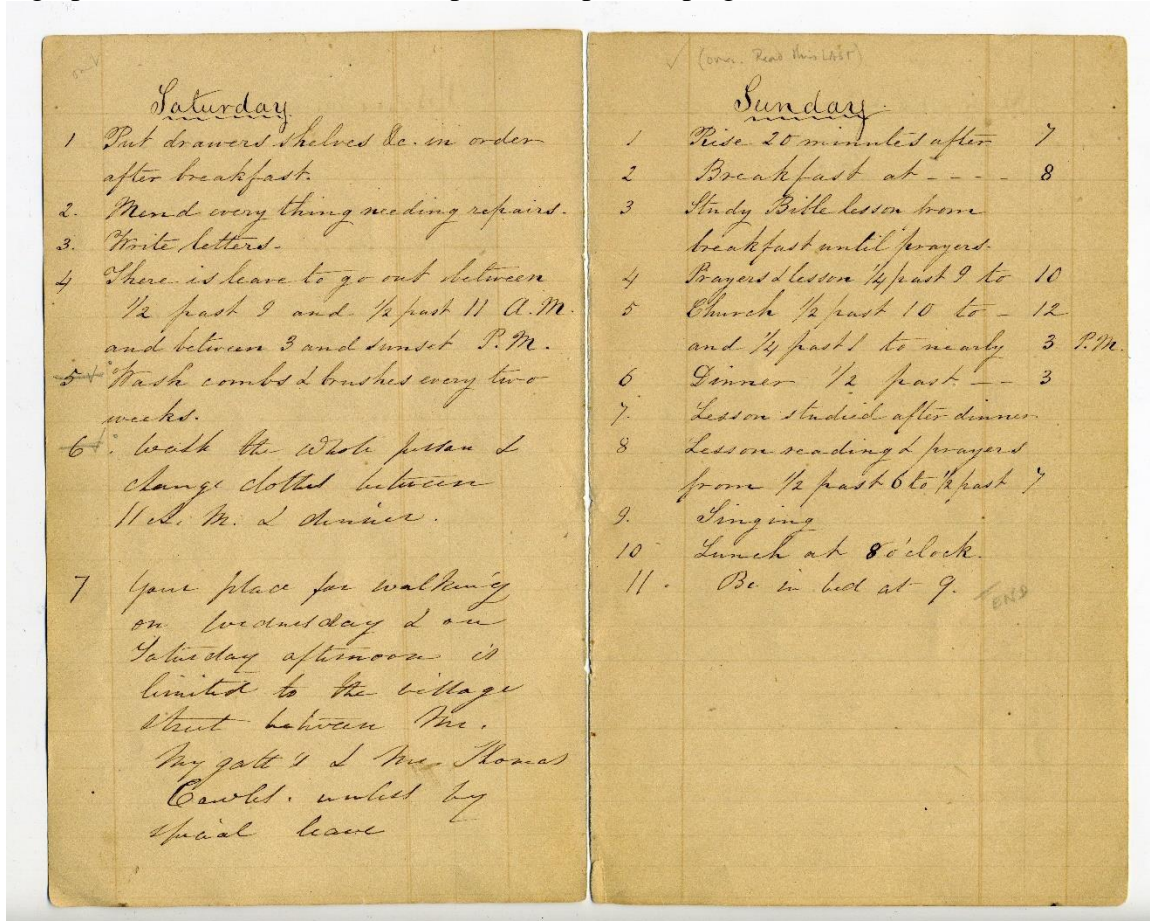 Saturday
1 Put drawers shelves &c. in order
after breakfast.
2. Mend every thing needing repairs.
3. Write letters.
4 There is leave to go out between
1/2 past 9 and 1/2 past 11 A.M.
and between 3 and sunset P.M.
5 Wash combs & brushes every two
weeks.
6. Wash the whole person &
change clothes between
11 A. M. & dinner.
7 Your place for walking
on Wednesday & on
Saturday afternoon is
limited to the village
street between Mr.
Mygatt's & Mr. Thomas
Cowles. unless by
special leave
(over. Read this LAST)
Sunday.
1 Rise 20 minutes after 7
2 Breakfast at - - - - 8
3 Study Bible lesson from
breakfast until prayers.
4 Prayers & lesson 1/4 past 9 to 10
5 Church 1/2 past 10 to - 12
and 1/4 past 1 to nearly 3 P.M.
6 Dinner 1/2 past - - 3
7. Lesson studied after dinner
8 Lesson reading & prayers
from 1/2 past 6 to 1/2 past 7
9. Singing
10 Lunch at 8 o'clock.
11. Be in bed at 9.
END